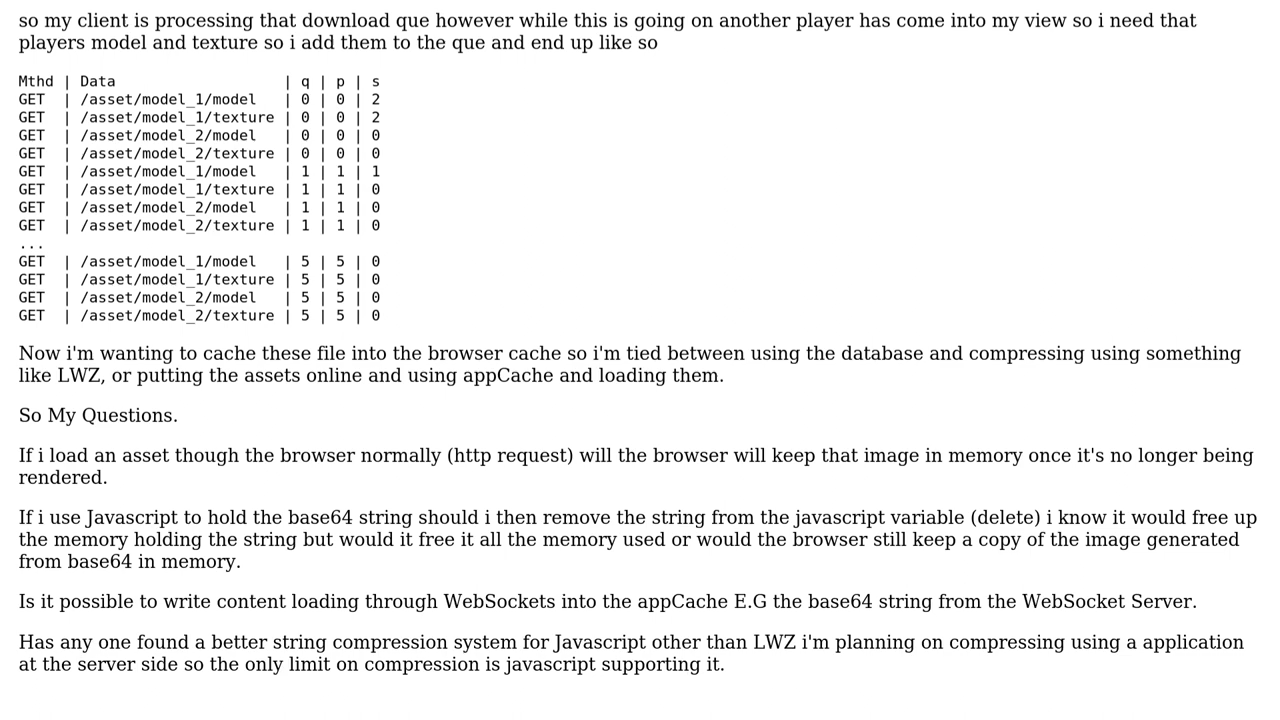 so my client is processing that download que however while this is going on another player has come into my view so i need that
players model and texture so i add them to the que and end up like so
Mthd | Data                   | q | p | s
GET  | /asset/model_1/model   | 0 | 0 | 2
GET  | /asset/model_1/texture | 0 | 0 | 2
GET  | /asset/model_2/model   | 0 | 0 | 0
GET  | /asset/model_2/texture | 0 | 0 | 0
GET  | /asset/model_1/model   | 1 | 1 | 1
GET  | /asset/model_1/texture | 1 | 1 | 0
GET  | /asset/model_2/model   | 1 | 1 | 0
GET  | /asset/model_2/texture | 1 | 1 | 0
...
GET  | /asset/model_1/model   | 5 | 5 | 0
GET  | /asset/model_1/texture | 5 | 5 | 0
GET  | /asset/model_2/model   | 5 | 5 | 0
GET  | /asset/model_2/texture | 5 | 5 | 0
Now i'm wanting to cache these file into the browser cache so i'm tied between using the database and compressing using something
like LWZ, or putting the assets online and using appCache and loading them.
So My Questions.
If i load an asset though the browser normally (http request) will the browser will keep that image in memory once it's no longer being
rendered.
If i use Javascript to hold the base64 string should i then remove the string from the javascript variable (delete) i know it would free up
the memory holding the string but would it free it all the memory used or would the browser still keep a copy of the image generated
from base64 in memory.
Is it possible to write content loading through WebSockets into the appCache E.G the base64 string from the WebSocket Server.
Has any one found a better string compression system for Javascript other than LWZ i'm planning on compressing using a application
at the server side so the only limit on compression is javascript supporting it.